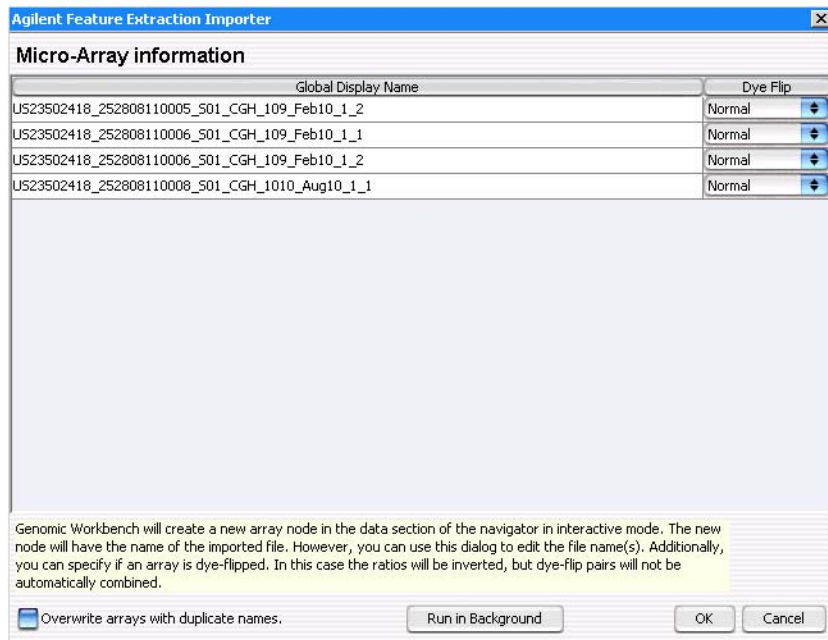 Agilent Feature Extraction Importer
Micro-Array information
Global Display Name Dye Flip
US23502418_252808110005_S01_CGH_109_Feb10_1_2 Normal
US23502418_252808110006_S01_CGH_109_Feb10_1_1 Normal
US23502418_252808110006_S01_CGH_109_Feb10_1_2 Normal
US23502418_252808110008_S01_CGH_1010_Aug10_1_1 Normal
Genomic Workbench will create a new array node in the data section of the navigator in interactive mode. The new
node will have the name of the imported file. However, you can use this dialog to edit the file name(s). Additionally,
you can specify if an array is dye-flipped. In this case the ratios will be inverted, but dye-flip pairs will not be
automatically combined.
Overwrite arrays with duplicate names. Run in Background OK Cancel